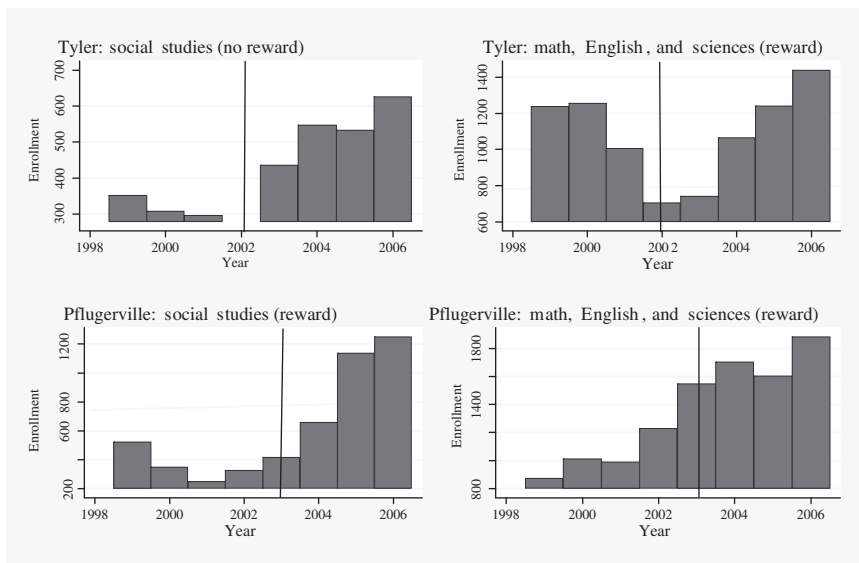 Tyler: social studies (no reward)
700
600
500
400
300
Enrollment
1998 2000 2002 2004 2006
Year
Tyler: math, English, and sciences (reward)
1400
1200
1000
800
600
Enrollment
1998 2000 2002 2004 2006
Year
Pflugerville: social studies (reward)
1200
800
600
200
Enrollment
1998 2000 2002 2004 2006
Year
Pflugerville: math, English, and sciences (reward)
1800
1400
800
Enrollment
1998 2000 2002 2004 2006
Year